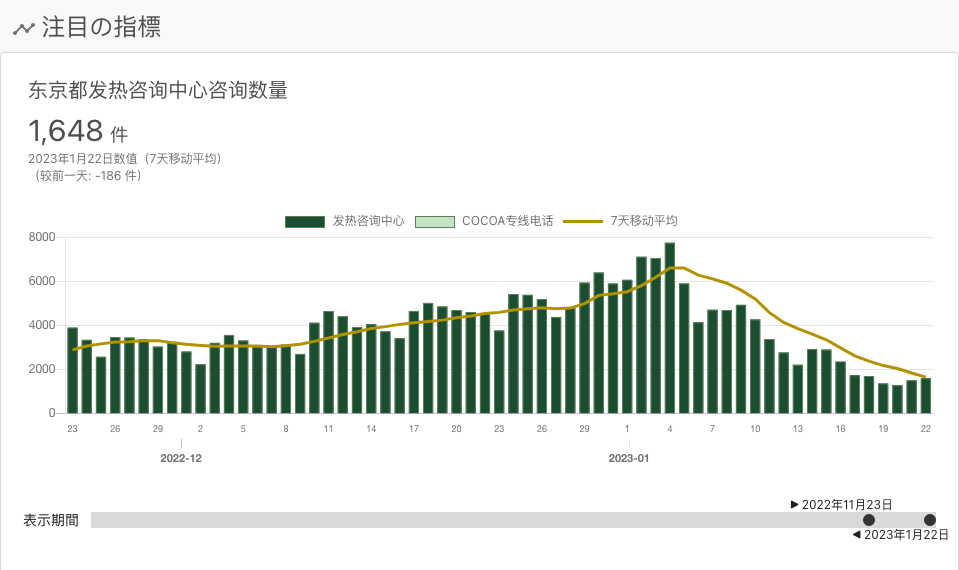 注目の指標
东京都发热咨询中心咨询数量
1,648 件
2023年1月22日数值（7天移动平均）
（较前一天: -186 件）
发热咨询中心 COCOA专线电话 7天移动平均
8000
6000
4000
2000
0
23 26 29 2 5 8 11 14 17 20 23 26 29 1 4 7 10 13 16 19 22
2022-12 2023-01
▶ 2022年11月23日
表示期間
◀ 2023年1月22日